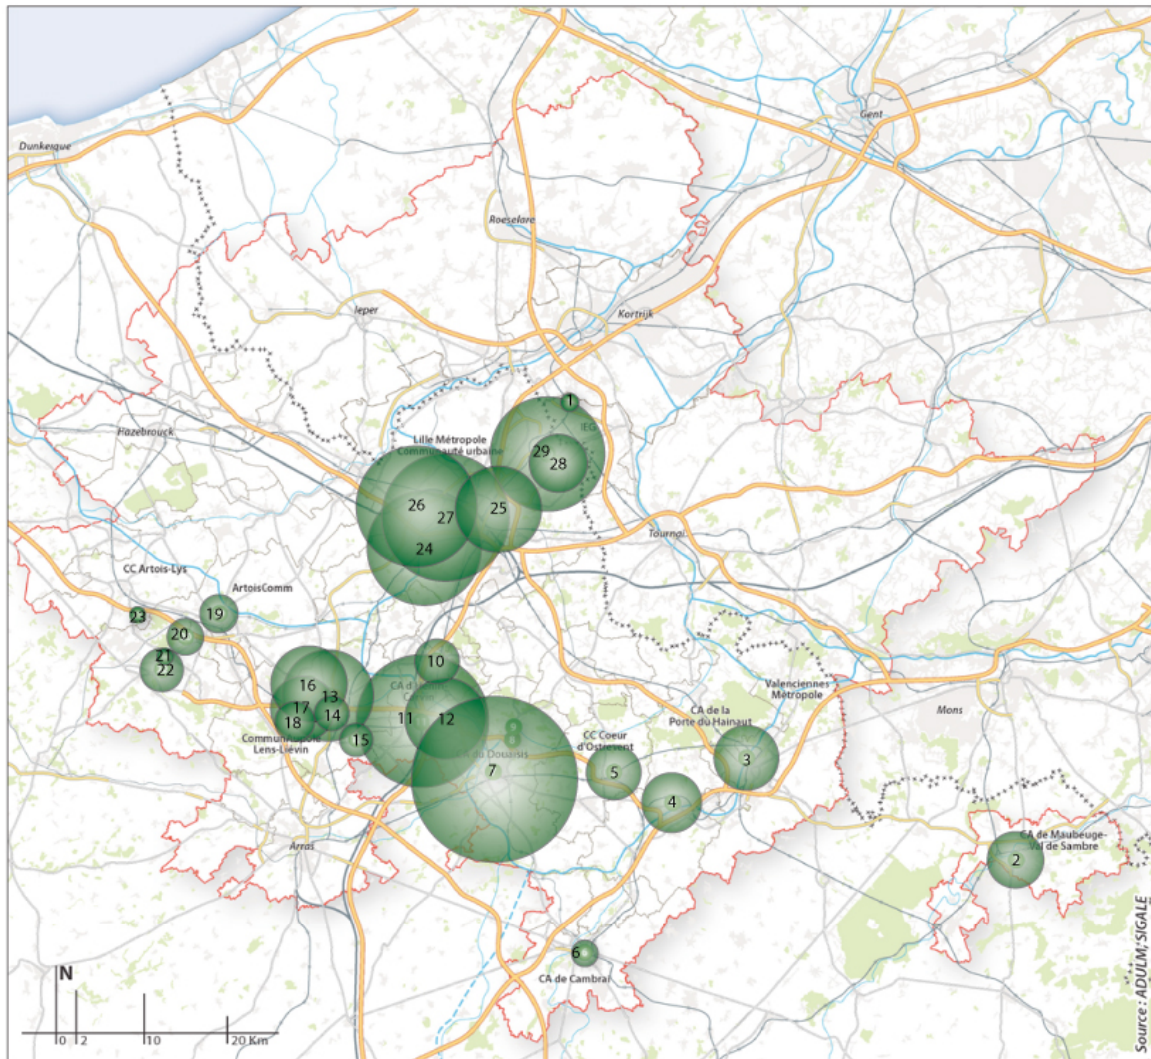 Gent
Dunkerque
Roeselare
Ieper
Kortrijk
1
IEG
Hazebrouck
Lille Métropole
Communauté urbaine
29
28
26
27
25
24
Tournai
CC Artois-Lys
ArtoisComm
23
19
20
21
22
10
16
13
17
14
18
11
12
15
Communaupole
Lens-Liévin
8
7
CC Coeur
d'Ostrevent
5
CA de la
Porte du Hainaut
Valenciennes
Métropole
3
4
Mons
Arras
CA de Maubeuge-
Val de Sambre
2
6
CA de Cambrai
N
0 2 10 20 Km
Source : ADULM, SIGALE